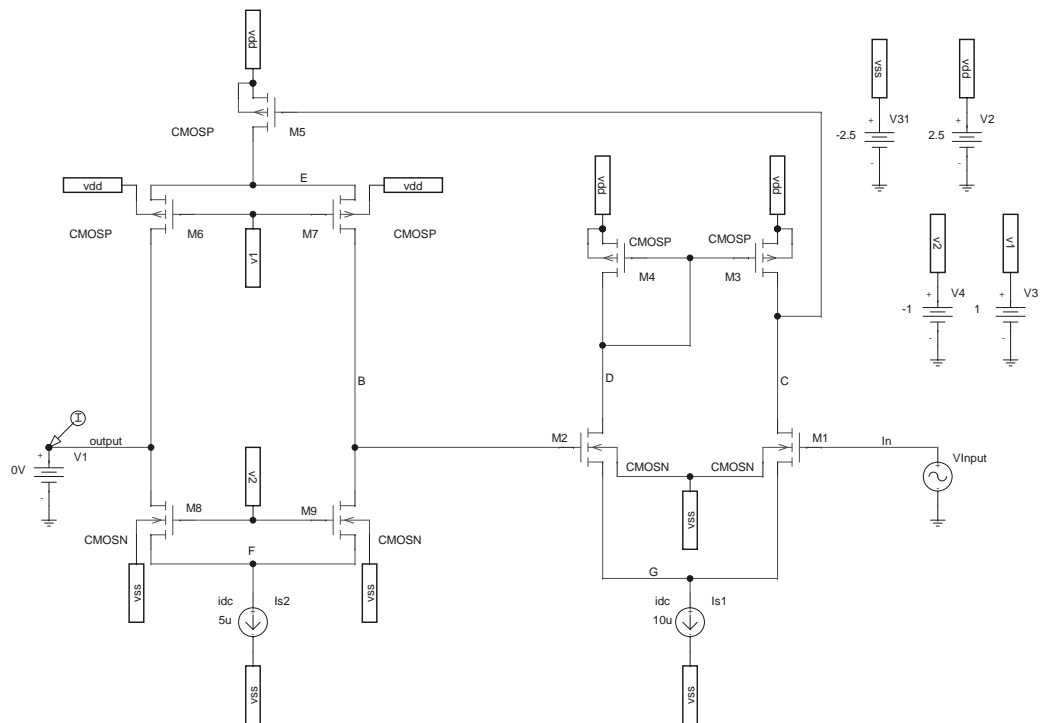 vdd
CMOSP
M5
E
vdd
vdd
CMOSP
M6
M7
CMOSP
v1
vdd
vdd
CMOSP
CMOSP
M4
M3
vss
+
V31
-2.5
-
vdd
+
V2
2.5
-
v2
+
V4
-1
-
v1
+
V3
1
-
B
D
C
I
output
+
V1
0V
-
M2
M1
In
CMOSN
CMOSN
VInput
+
-
v2
vss
M8
M9
CMOSN
CMOSN
F
G
vss
vss
idc
Is2
5u
+
-
idc
Is1
10u
+
-
vss
vss